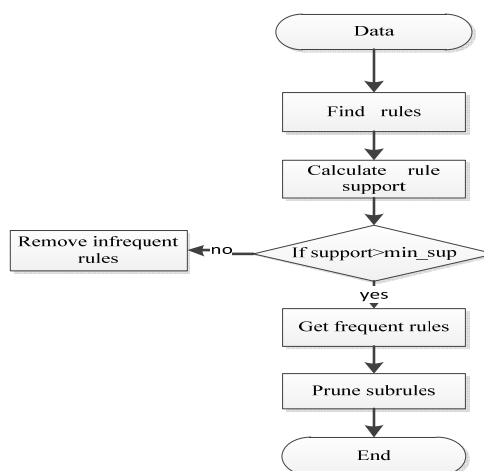 Data
Find rules
Calculate rule
support
If support>min_sup
no
Remove infrequent
rules
yes
Get frequent rules
Prune subrules
End